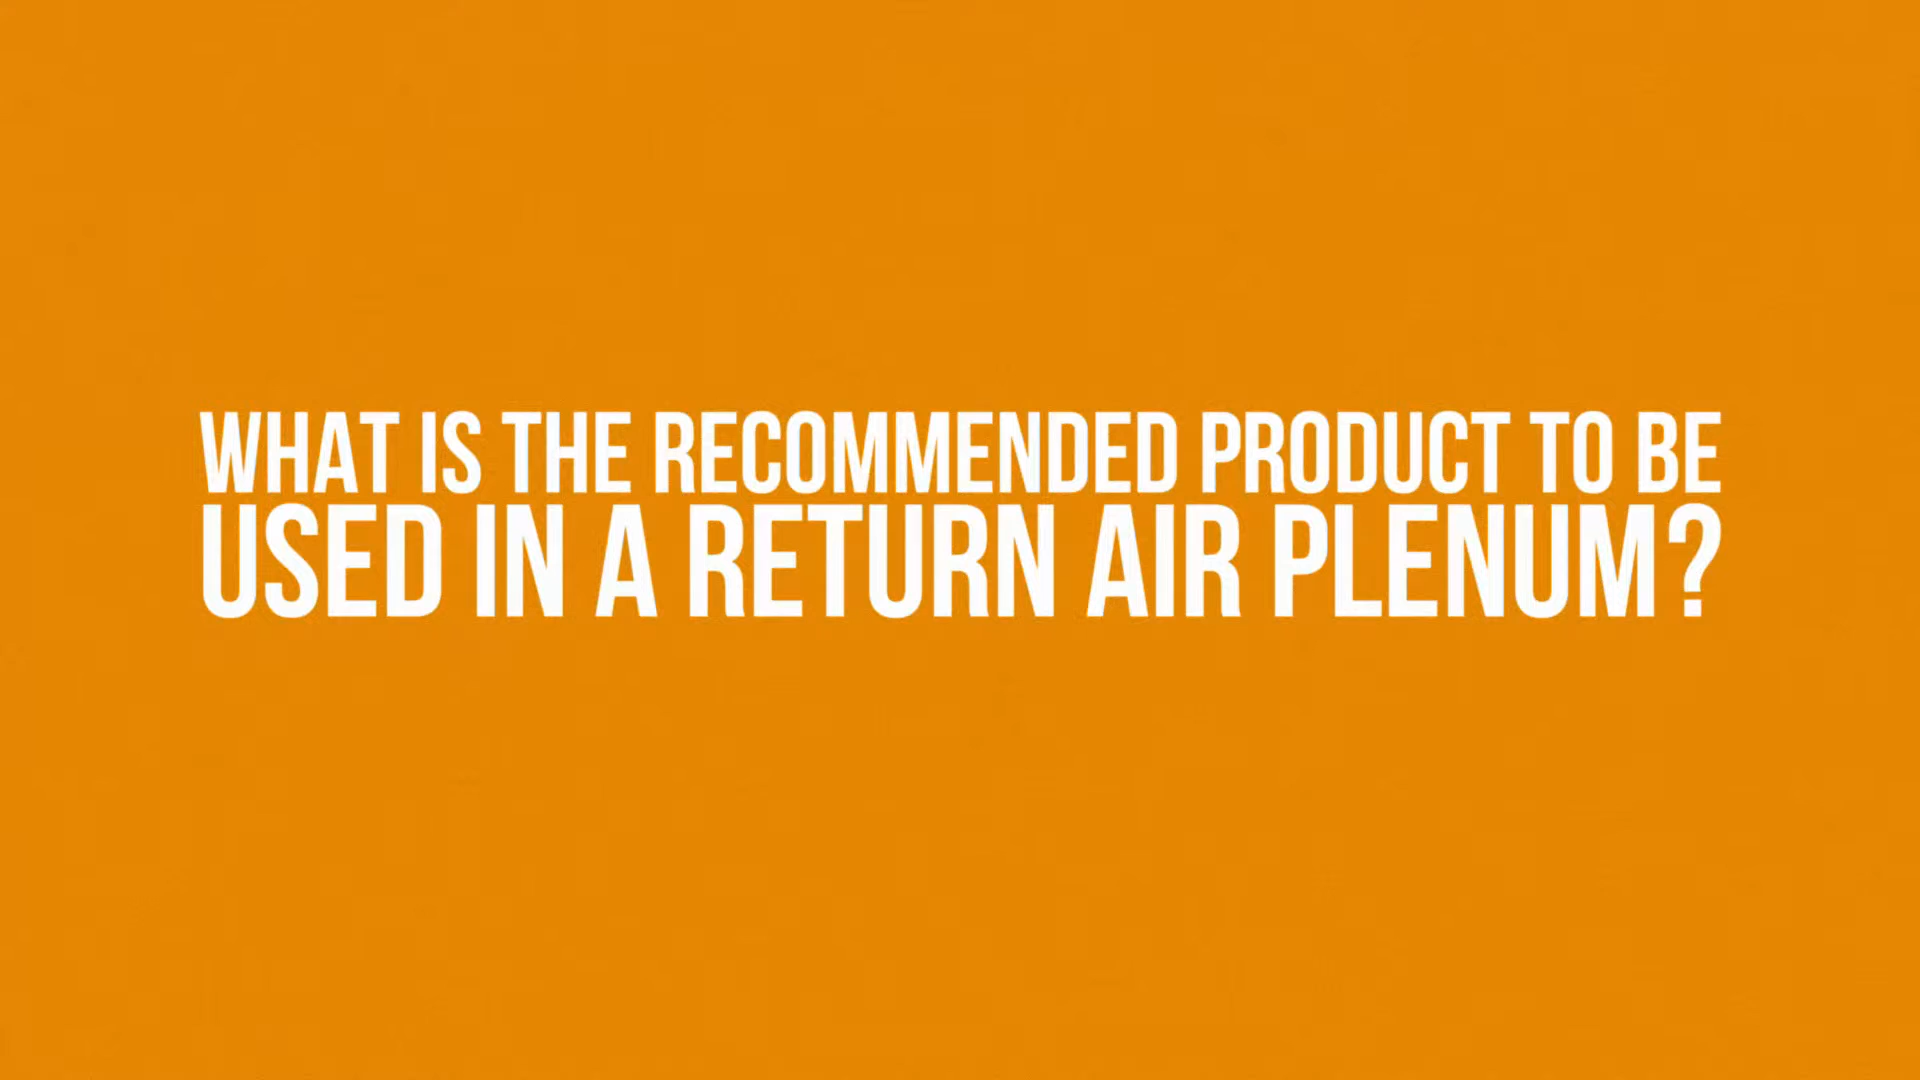 WHAT IS THE RECOMMENDED PRODUCT TO BE
USED IN A RETURN AIR PLENUM?